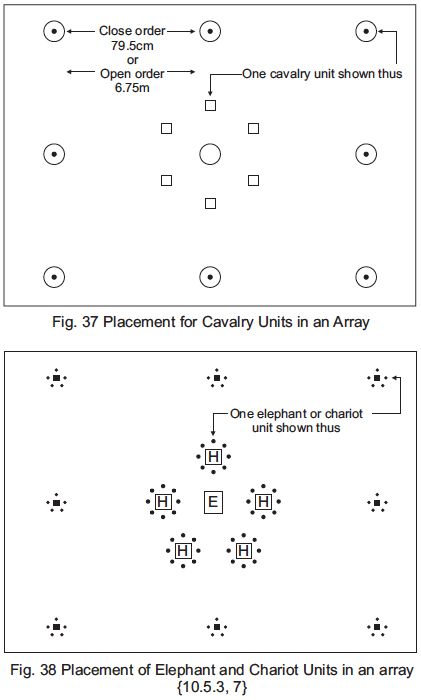 Close order
79.5cm
or
Open order
6.75m
One cavalry unit shown thus
Fig. 37 Placement for Cavalry Units in an Array
One elephant or chariot
unit shown thus
H
H
E
H
H
H
Fig. 38 Placement of Elephant and Chariot Units in an array
{10.5.3, 7}